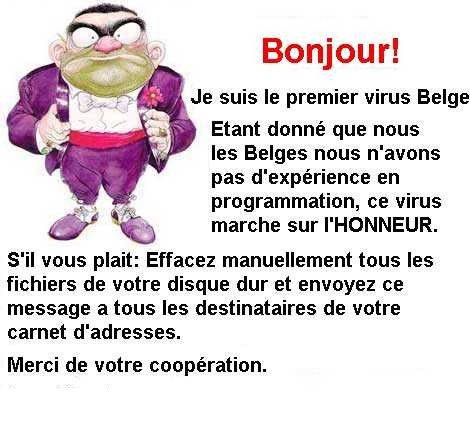 Bonjour!
Je suis le premier virus Belge
Etant donné que nous
les Belges nous n'avons
pas d'expérience en
programmation, ce virus
marche sur l'HONNEUR.
S'il vous plait: Effacez manuellement tous les
fichiers de votre disque dur et envoyez ce
message a tous les destinataires de votre
carnet d'adresses.
Merci de votre coopération.